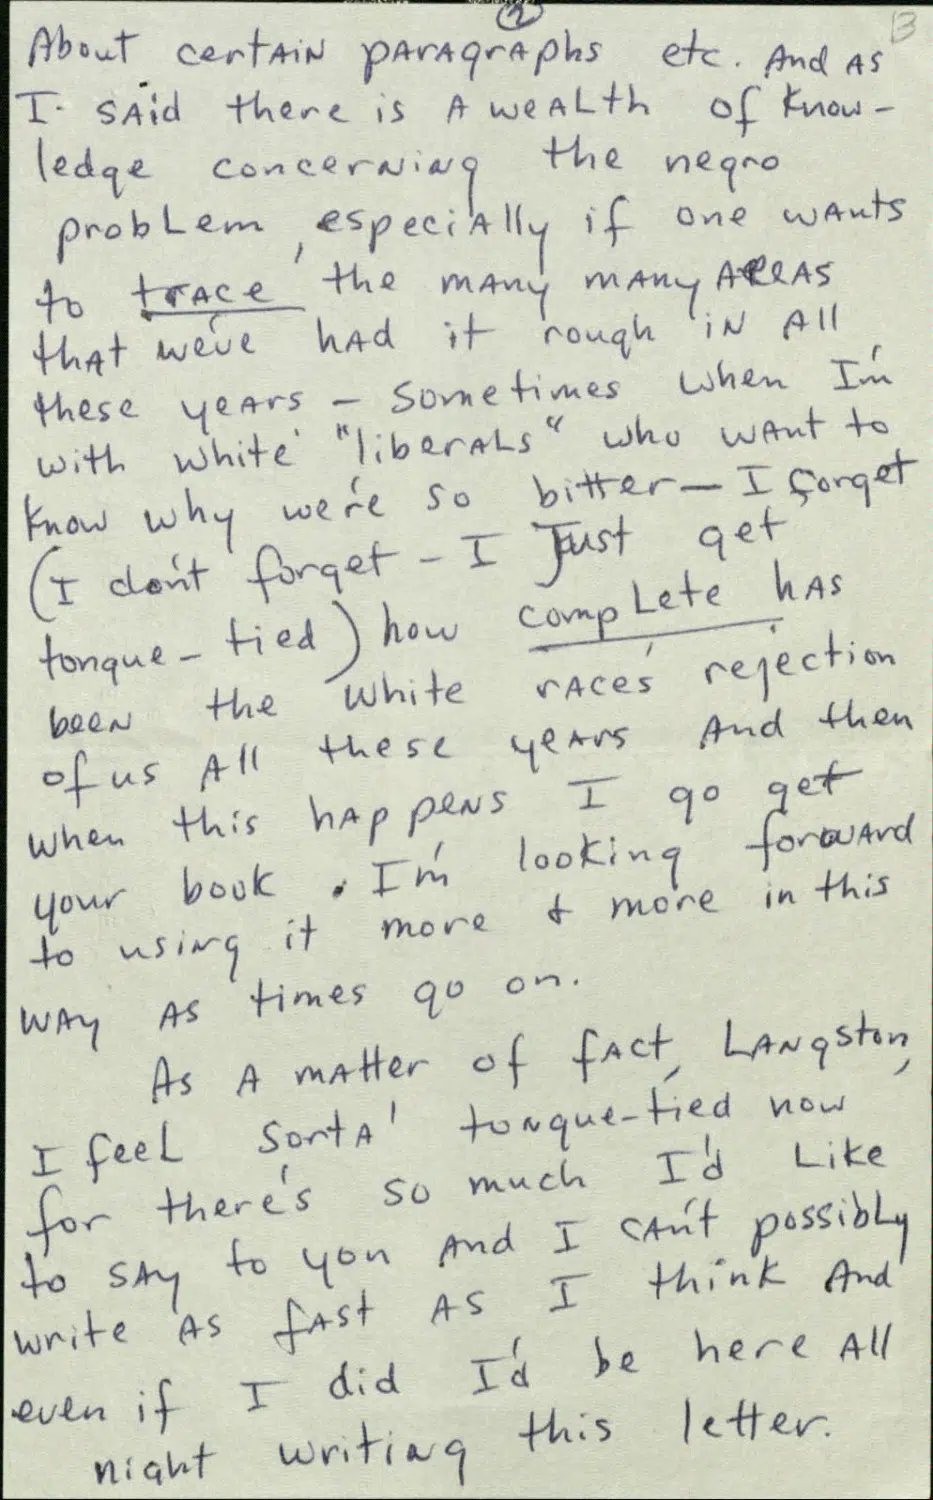 2
B
About certain paragraphs etc. And as
I said there is a wealth of know-
ledge concerning the negro
problem, especially if one wants
to trace the many many areas
that we've had it rough in all
these years – sometimes when I'm
with white "liberals" who want to
know why we're so bitter – I forget
(I don't forget – I just get
tongue-tied) how complete has
been the white races' rejection
of us all these years and then
when this happens I go get
your book. I'm looking forward
to using it more & more in this
way as times go on.
As a matter of fact, Langston,
I feel sorta' tongue-tied now
for there's so much I'd like
to say to you and I can't possibly
write as fast as I think and
even if I did I'd be here all
night writing this letter.